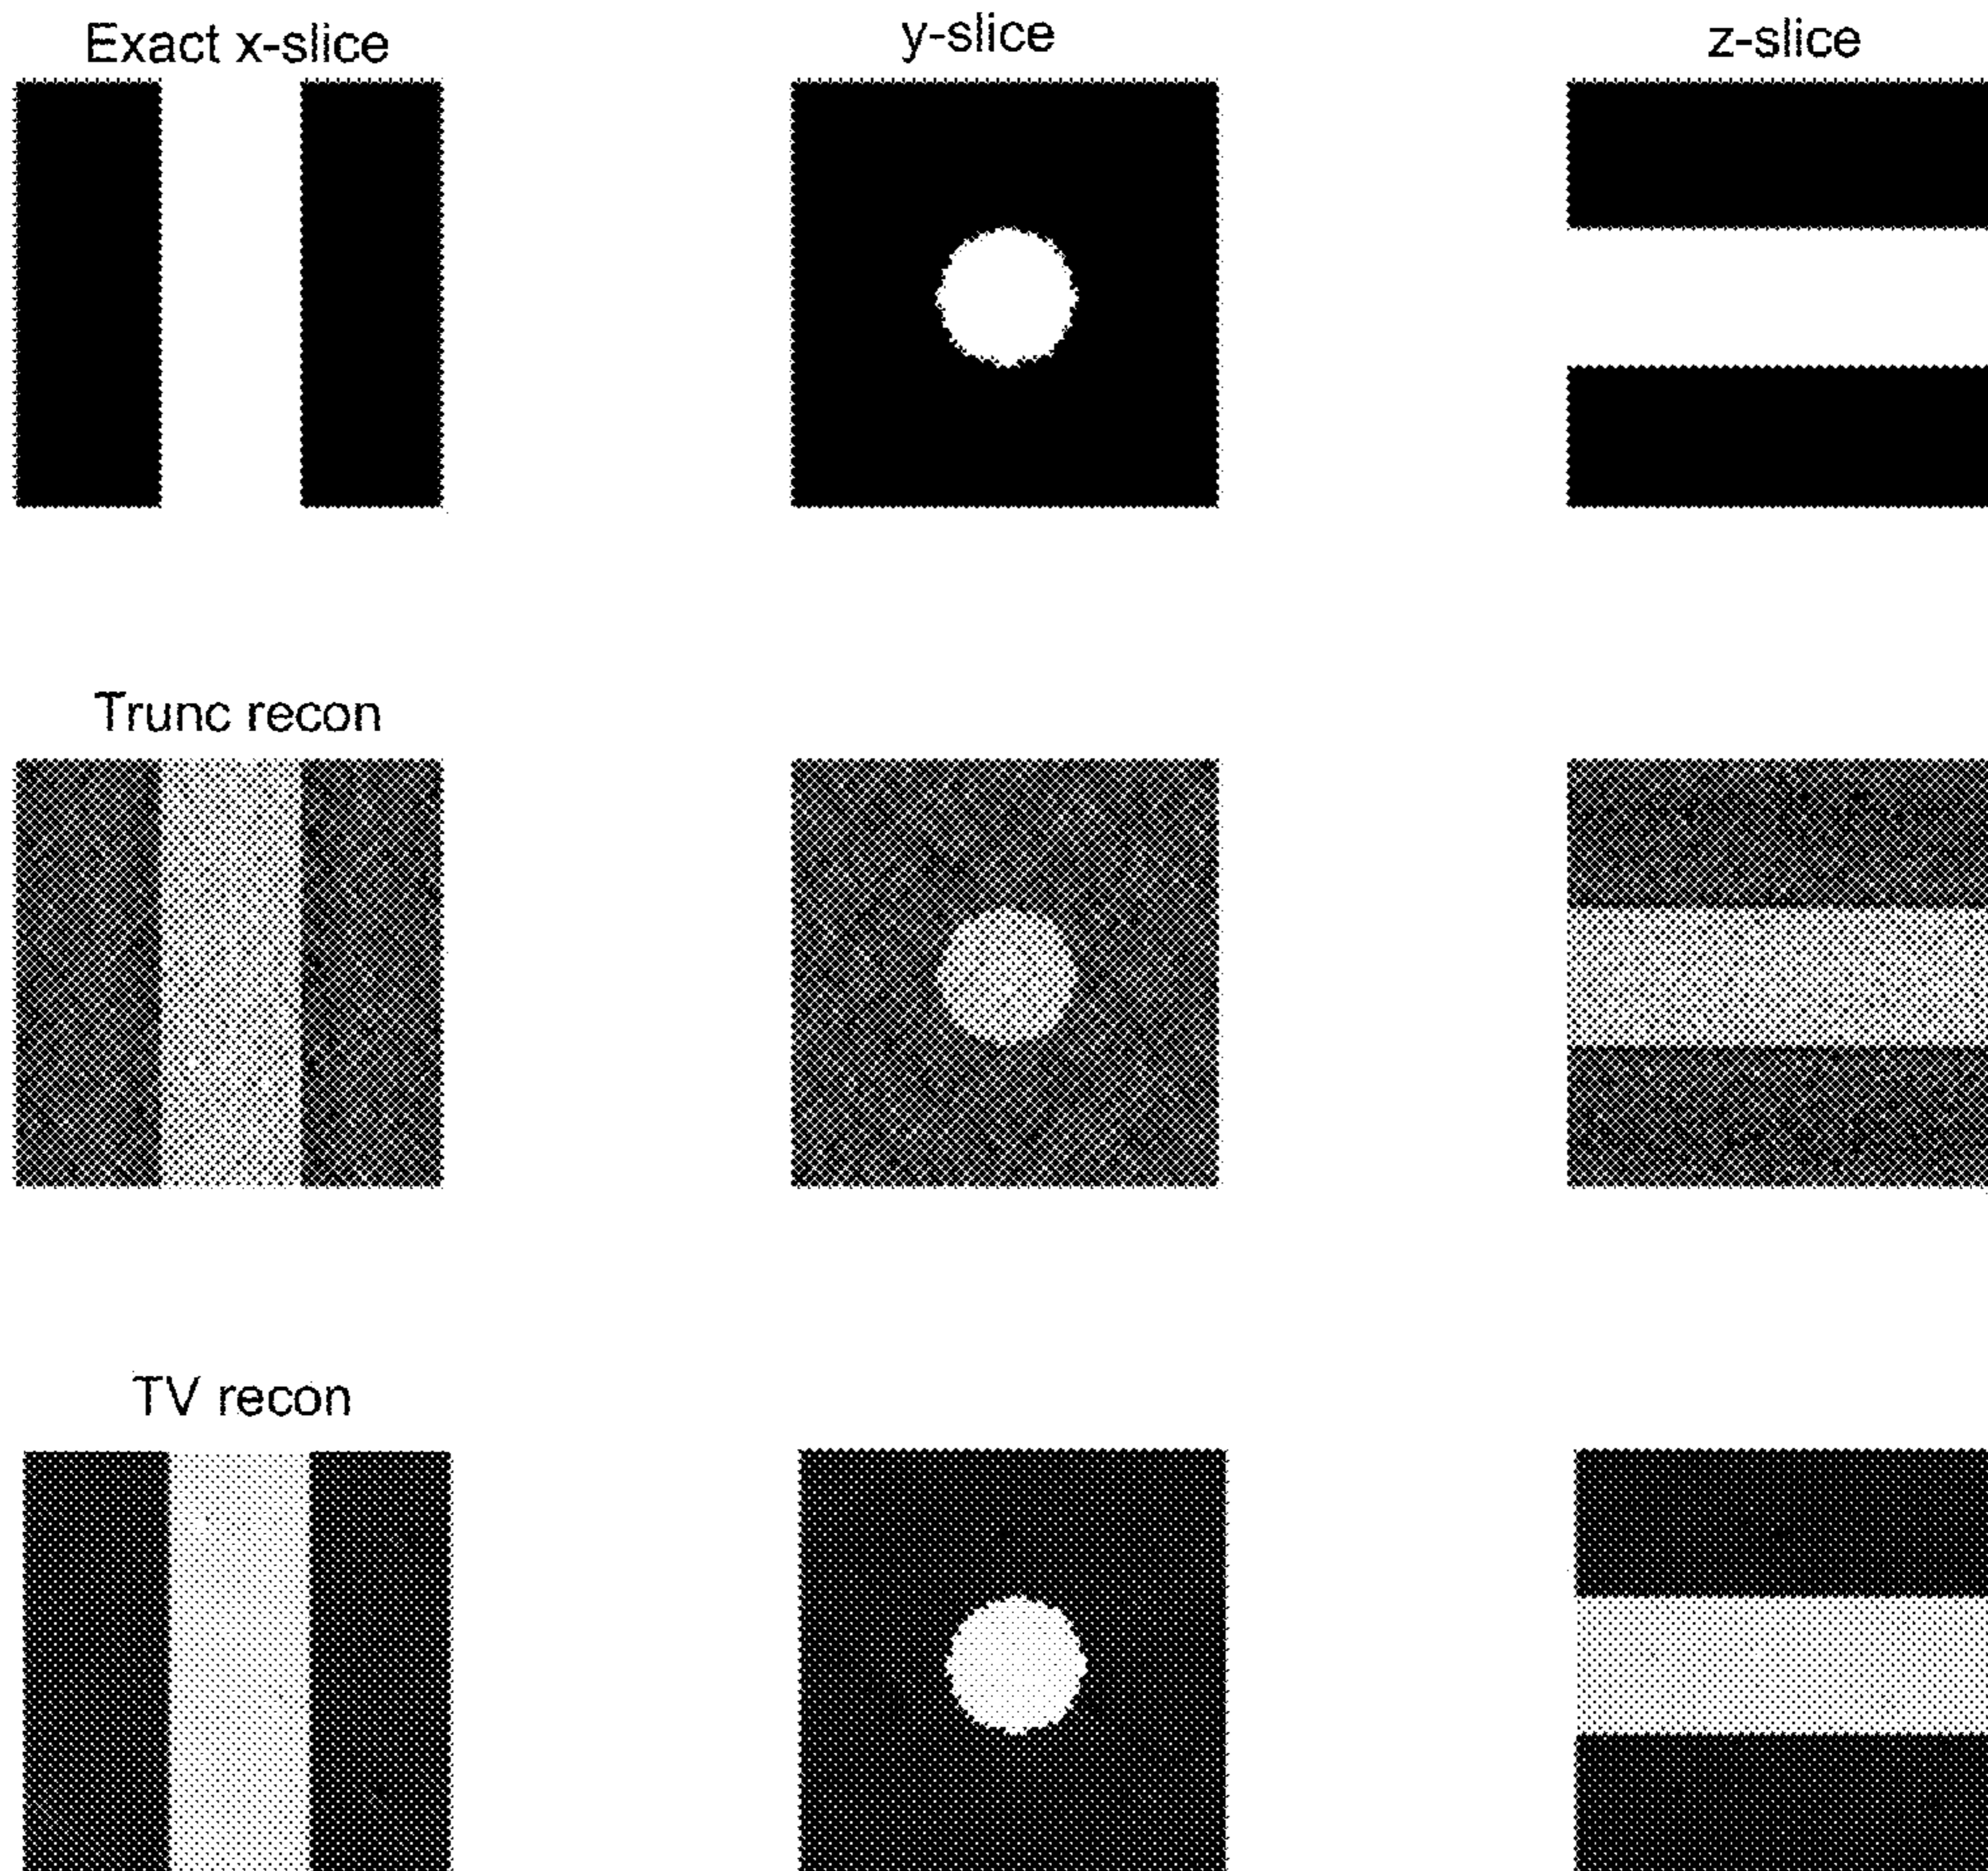 Exact x-slice
y-slice
z-slice
Trunc recon
TV recon